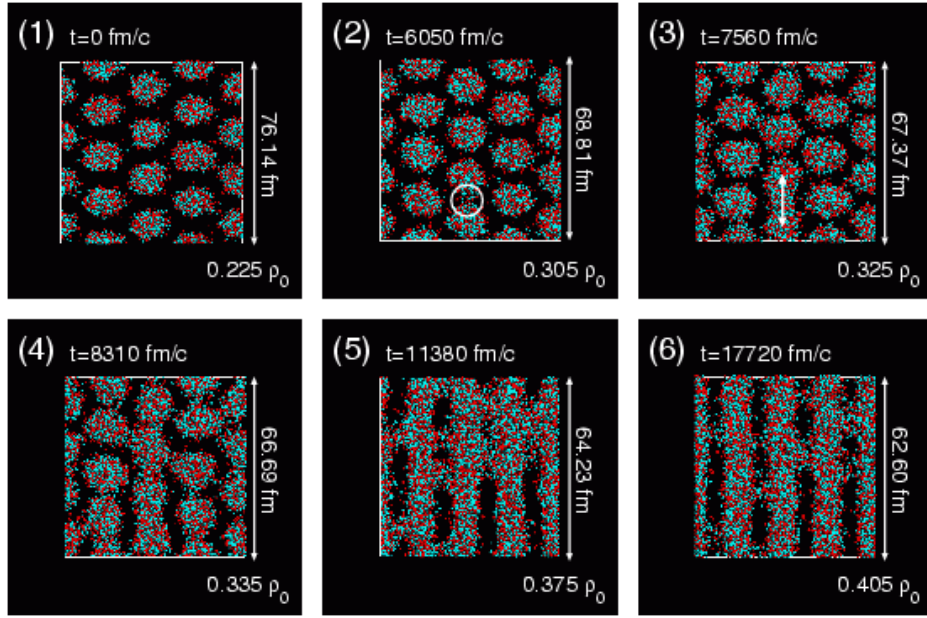 (1) t=0 fm/c
76.14 fm
0.225 ρ₀
(2) t=6050 fm/c
68.81 fm
0.305 ρ₀
(3) t=7560 fm/c
67.37 fm
0.325 ρ₀
(4) t=8310 fm/c
66.69 fm
0.335 ρ₀
(5) t=11380 fm/c
64.23 fm
0.375 ρ₀
(6) t=17720 fm/c
62.60 fm
0.405 ρ₀